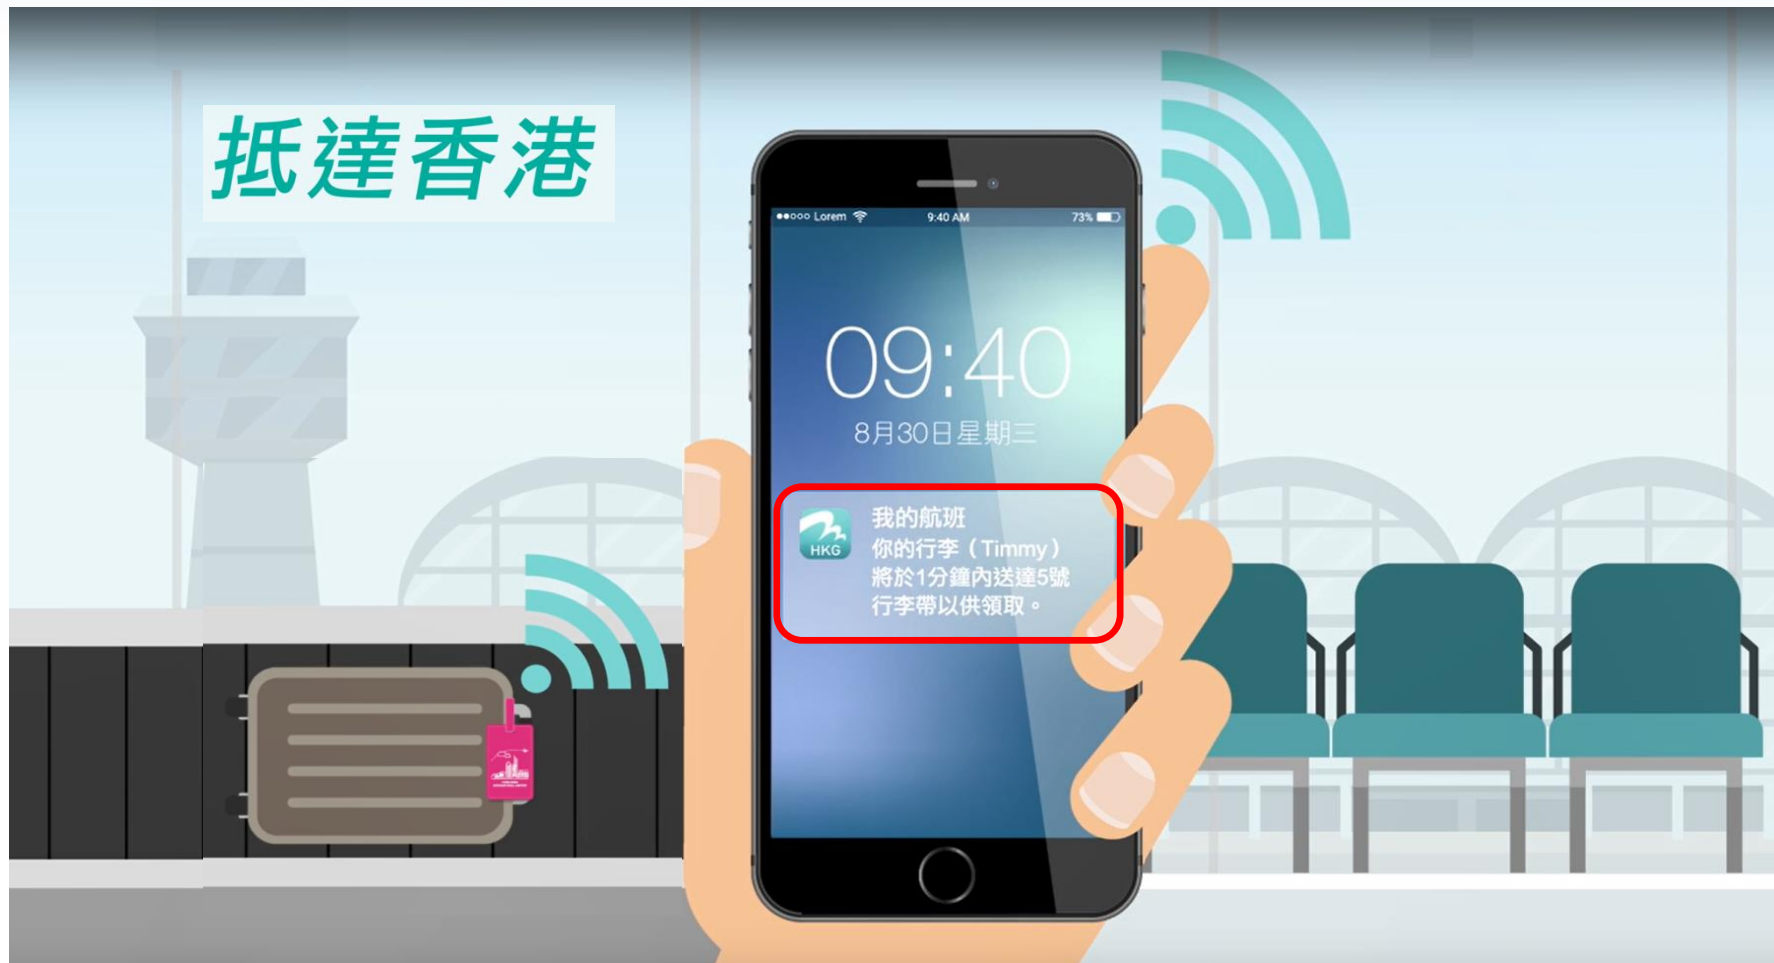 抵達香港
Lorem 9:40 AM 73%
09:40
8月30日星期三
HKG
我的航班
你的行李（Timmy）
將於1分鐘內送達5號
行李帶以供領取。